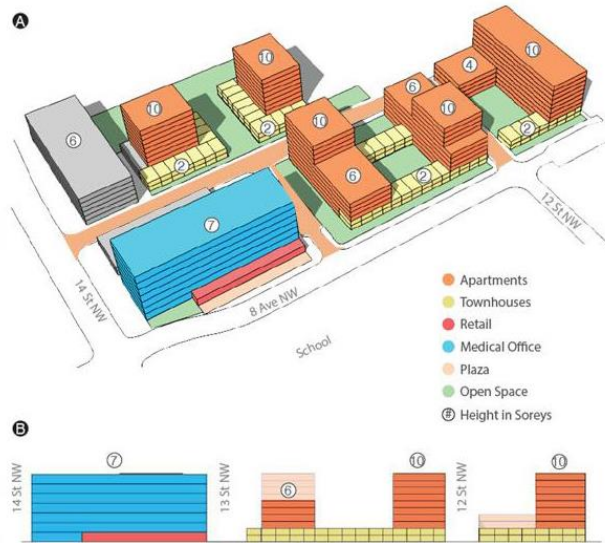 A
10
10
4
10
6
10
6
10
2
2
2
6
2
7
14 St NW
8 Ave NW
12 St NW
School
Apartments
Townhouses
Retail
Medical Office
Plaza
Open Space
# Height in Soreys
B
14 St NW
7
13 St NW
6
10
12 St NW
10